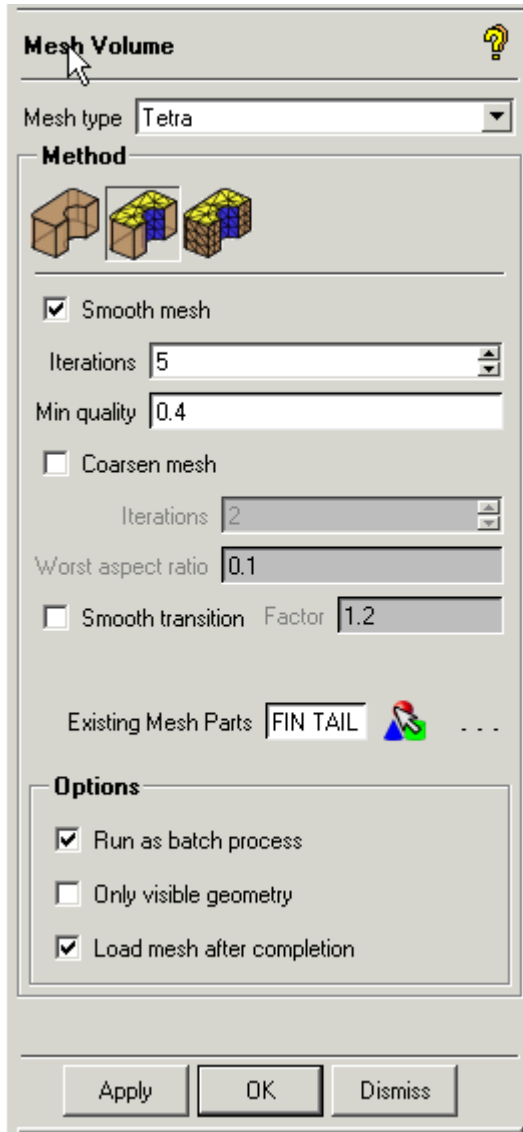 Mesh Volume
Mesh type Tetra
Method
Smooth mesh
Iterations 5
Min quality 0.4
Coarsen mesh
Iterations 2
Worst aspect ratio 0.1
Smooth transition Factor 1.2
Existing Mesh Parts FIN TAIL ...
Options
Run as batch process
Only visible geometry
Load mesh after completion
Apply OK Dismiss